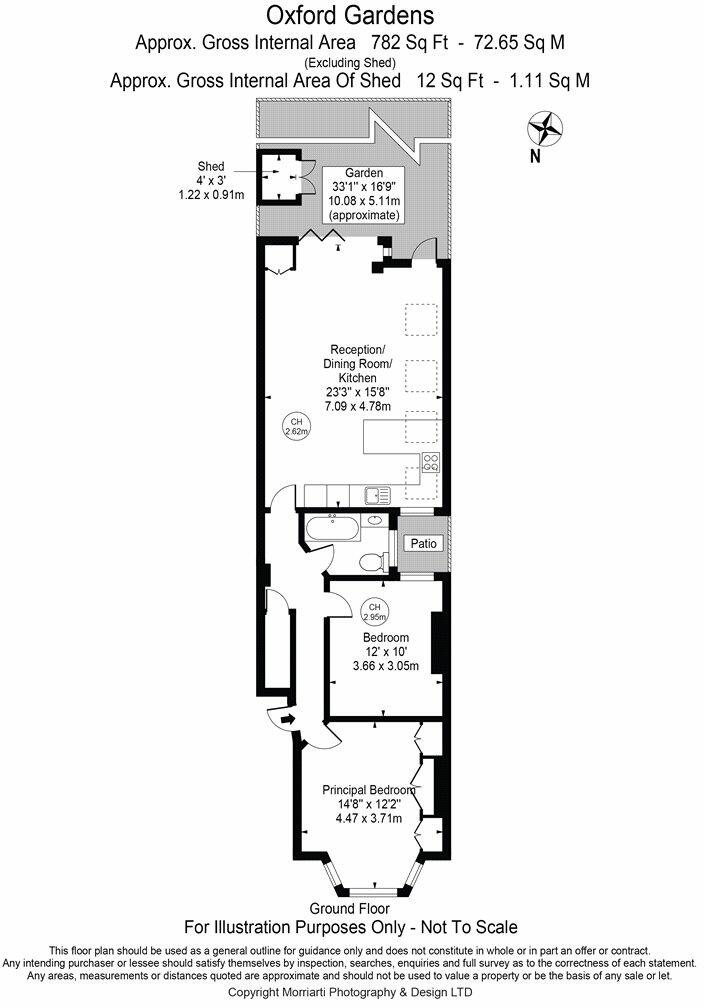 Oxford Gardens
Approx. Gross Internal Area 782 Sq Ft - 72.65 Sq M
(Excluding Shed)
Approx. Gross Internal Area Of Shed 12 Sq Ft - 1.11 Sq M
N
Shed
4' x 3'
1.22 x 0.91m
Garden
33'1" x 16'9"
10.08 x 5.11m
(approximate)
Reception/
Dining Room/
Kitchen
23'3" x 15'8"
7.09 x 4.78m
CH
2.62m
Patio
CH
2.95m
Bedroom
12' x 10'
3.66 x 3.05m
Principal Bedroom
14'8" x 12'2"
4.47 x 3.71m
Ground Floor
For Illustration Purposes Only - Not To Scale
This floor plan should be used as a general outline for guidance only and does not constitute in whole or in part an offer or contract.
Any intending purchaser or lessee should satisfy themselves by inspection, searches, enquiries and full survey as to the correctness of each statement.
Any areas, measurements or distances quoted are approximate and should not be used to value a property or be the basis of any sale or let.
Copyright Morriarti Photography & Design LTD